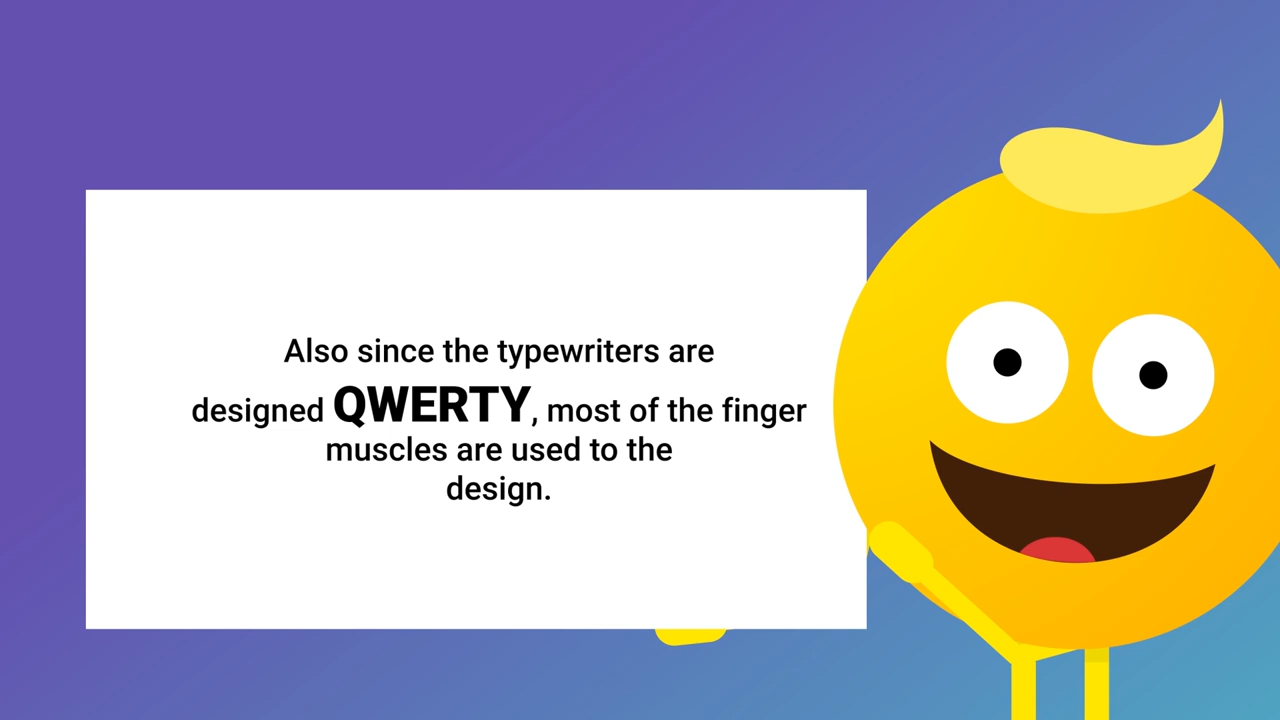 Also since the typewriters are
designed QWERTY, most of the finger
muscles are used to the
design.